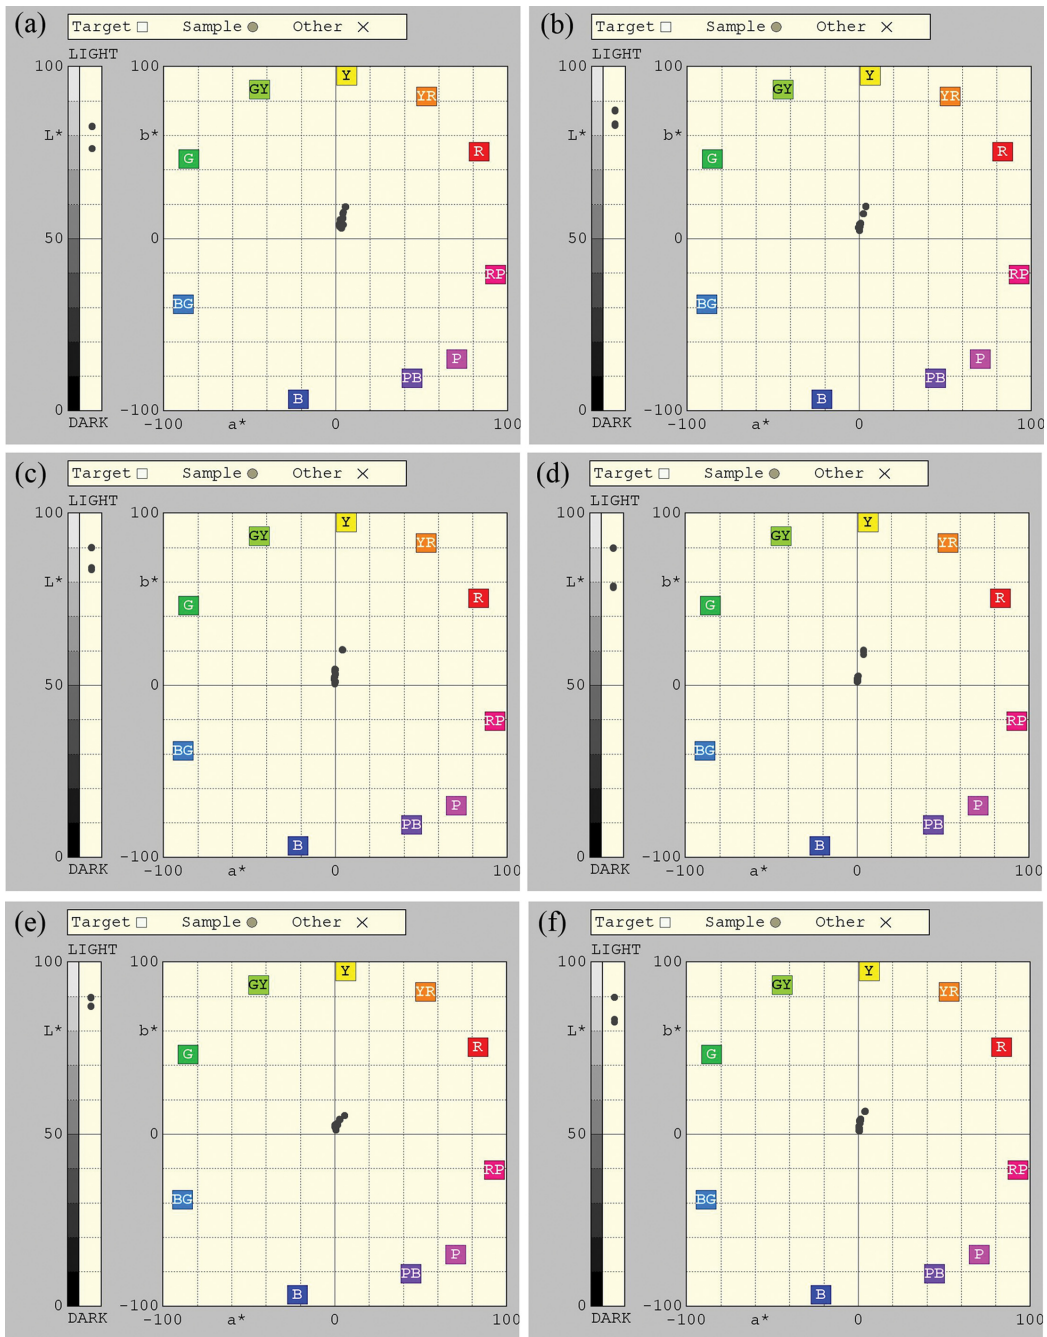 (a) Target □ Sample ● Other ×
LIGHT
100 100 Y
GY YR
L* b* R
G
50 0
RP
BG
P
PB
B
0 -100
DARK -100 a* 0 100
(b) Target □ Sample ● Other ×
LIGHT
100 100 Y
GY YR
L* b* R
G
50 0
RP
BG
P
PB
B
0 -100
DARK -100 a* 0 100
(c) Target □ Sample ● Other ×
LIGHT
100 100 Y
GY YR
L* b* R
G
50 0
RP
BG
P
PB
B
0 -100
DARK -100 a* 0 100
(d) Target □ Sample ● Other ×
LIGHT
100 100 Y
GY YR
L* b* R
G
50 0
RP
BG
P
PB
B
0 -100
DARK -100 a* 0 100
(e) Target □ Sample ● Other ×
LIGHT
100 100 Y
GY YR
L* b* R
G
50 0
RP
BG
P
PB
B
0 -100
DARK -100 a* 0 100
(f) Target □ Sample ● Other ×
LIGHT
100 100 Y
GY YR
L* b* R
G
50 0
RP
BG
P
PB
B
0 -100
DARK -100 a* 0 100